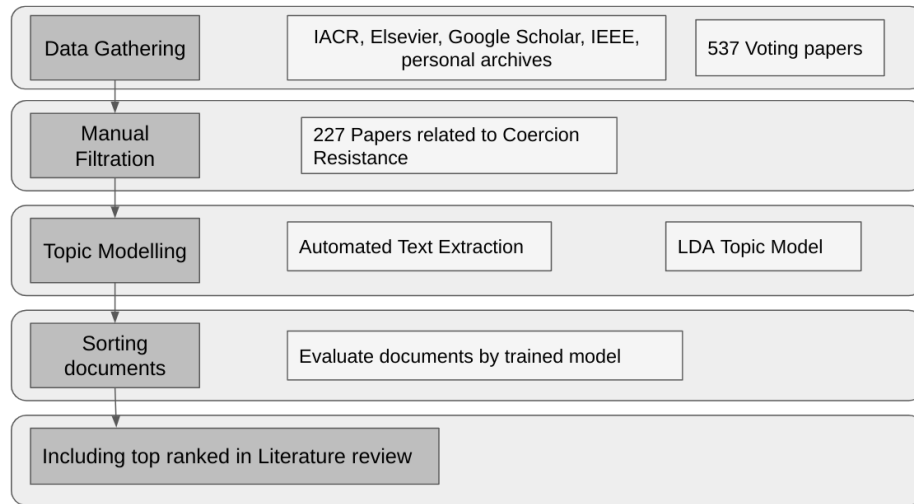 Data Gathering
IACR, Elsevier, Google Scholar, IEEE,
personal archives
537 Voting papers
Manual
Filtration
227 Papers related to Coercion
Resistance
Topic Modelling
Automated Text Extraction
LDA Topic Model
Sorting
documents
Evaluate documents by trained model
Including top ranked in Literature review